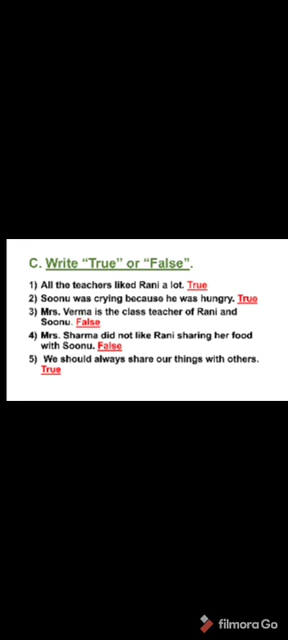 C. Write “True” or “False”.
1) All the teachers liked Rani a lot. True
2) Soonu was crying because he was hungry. True
3) Mrs. Verma is the class teacher of Rani and
Soonu. False
4) Mrs. Sharma did not like Rani sharing her food
with Soonu. False
5) We should always share our things with others.
True
filmora Go